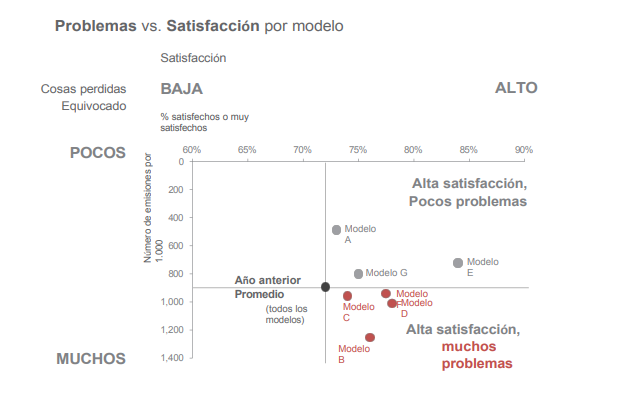 Problemas vs. Satisfacción por modelo
Satisfacción
Cosas perdidas
Equivocado
BAJA
ALTO
% satisfechos o muy
satisfechos
POCOS
60%
65%
70%
75%
80%
85%
90%
Número de emisiones por
1.000
0
200
400
600
800
1,000
1,200
1,400
Alta satisfacción,
Pocos problemas
Modelo
A
Modelo
E
Modelo G
Año anterior
Promedio
(todos los
modelos)
Modelo
F
Modelo
D
Modelo
C
Modelo
B
Alta satisfacción,
muchos
problemas
MUCHOS